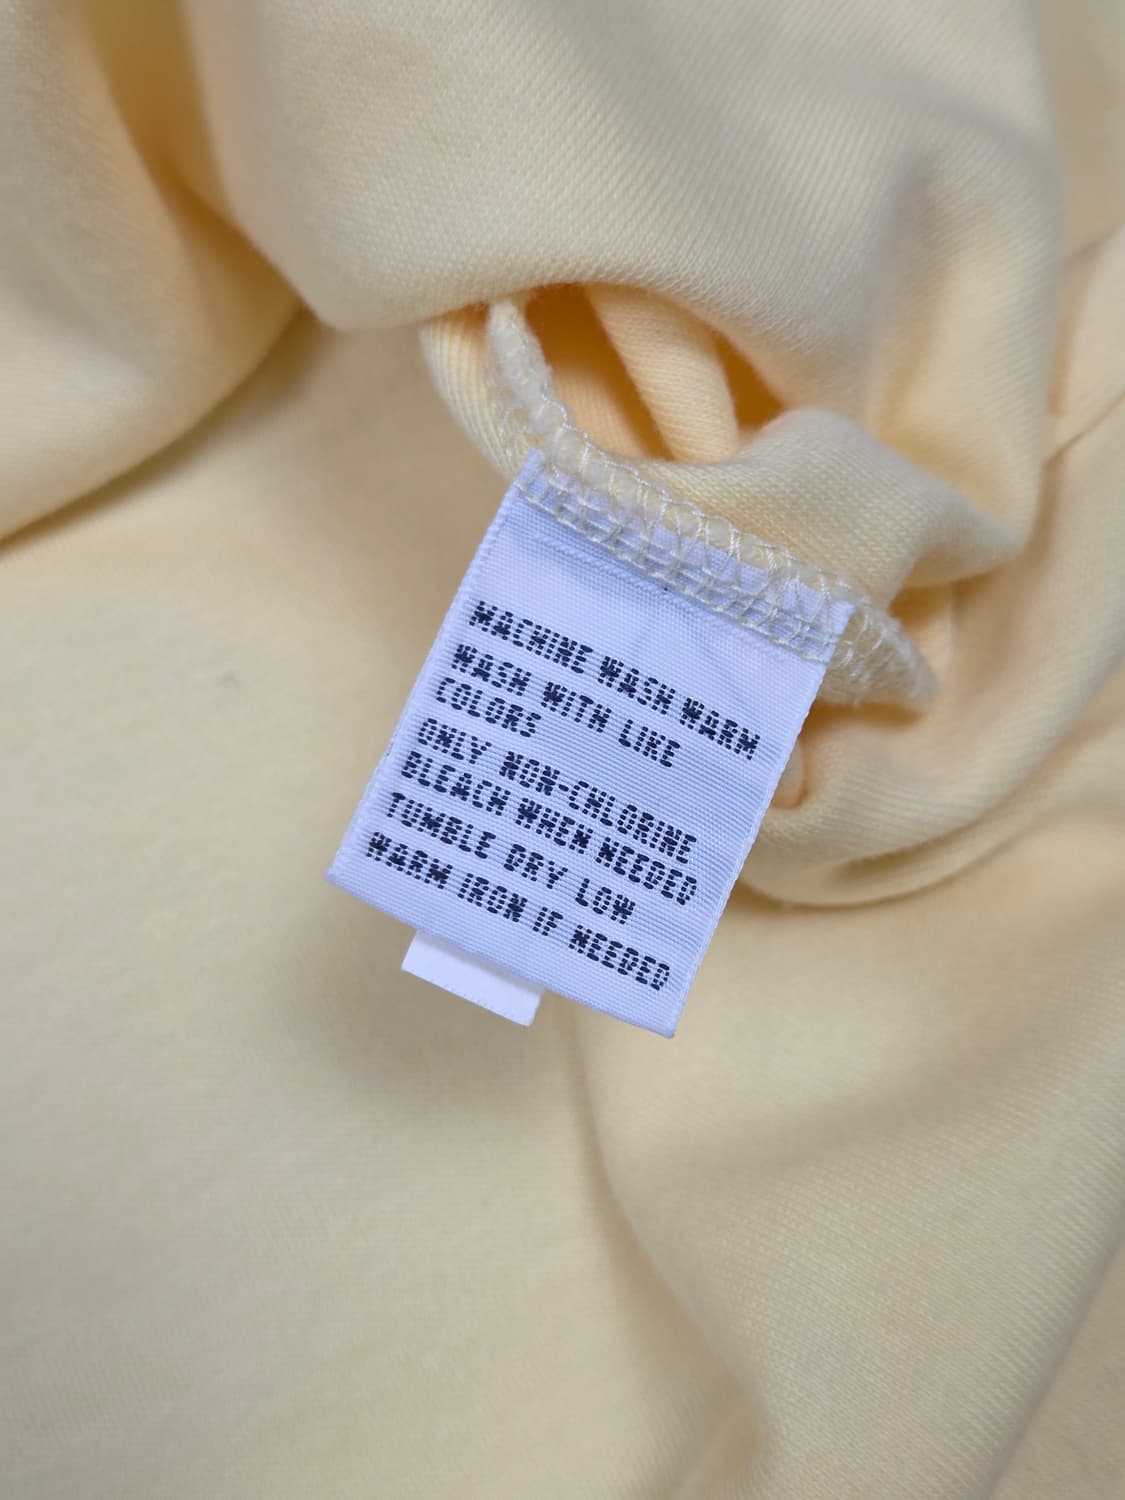 MACHINE WASH WARM
WASH WITH LIKE
COLORS
ONLY NON-CHLORINE
BLEACH WHEN NEEDED
TUMBLE DRY LOW
WARM IRON IF NEEDED